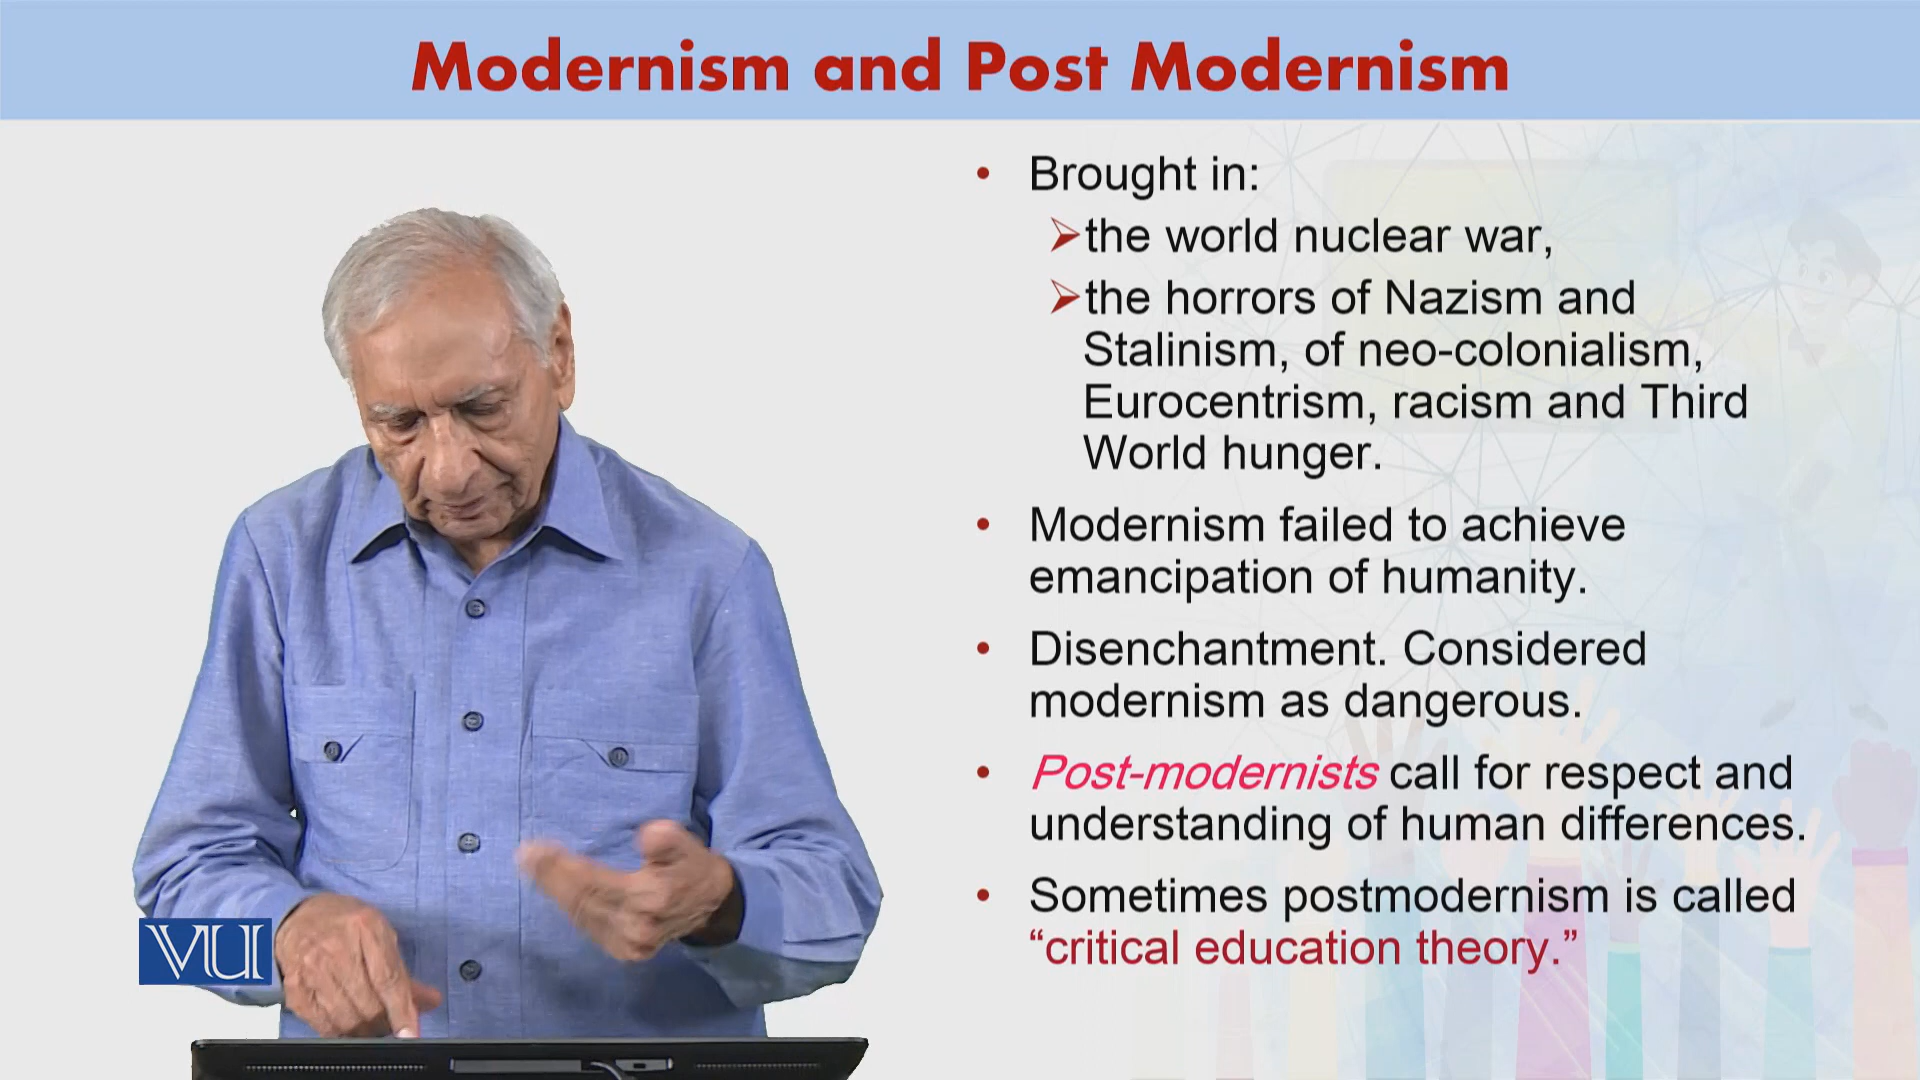 Modernism and Post Modernism
• Brought in:
➢the world nuclear war,
➢the horrors of Nazism and
Stalinism, of neo-colonialism,
Eurocentrism, racism and Third
World hunger.
• Modernism failed to achieve
emancipation of humanity.
• Disenchantment. Considered
modernism as dangerous.
• Post-modernists call for respect and
understanding of human differences.
• Sometimes postmodernism is called
“critical education theory.”
VU